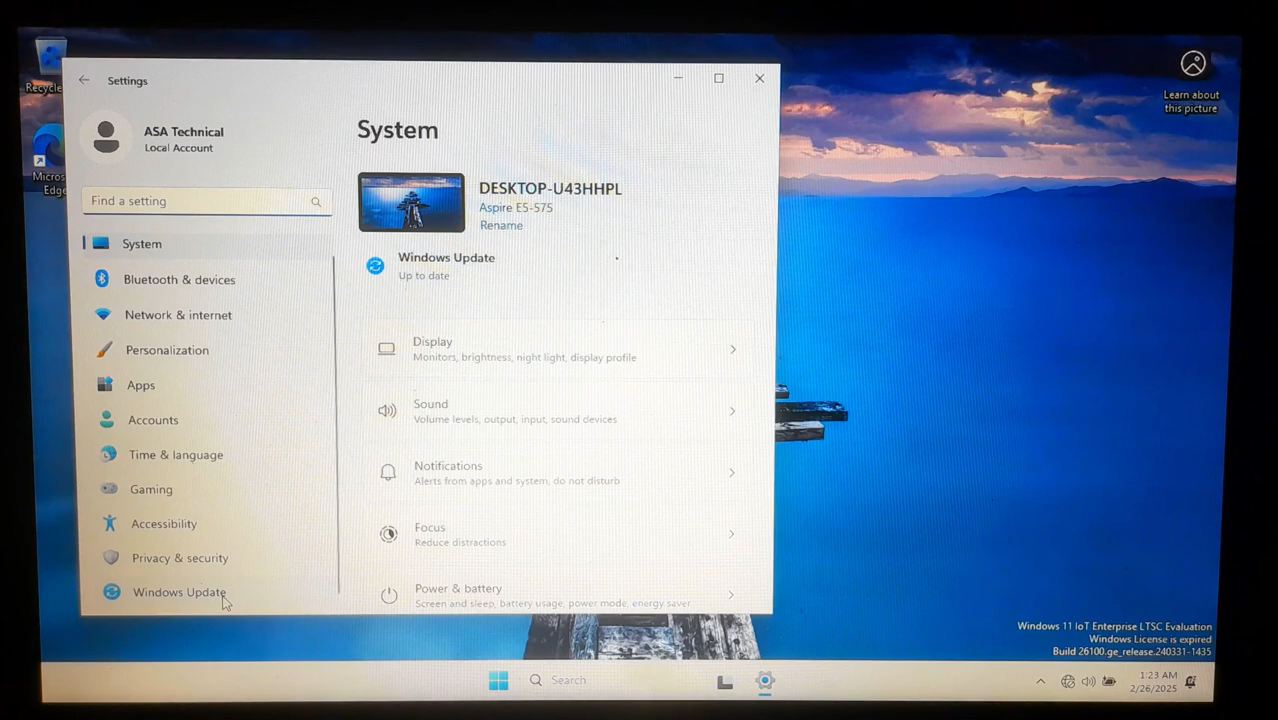 Recycle
Micros
Edg
Settings
ASA Technical
Local Account
Find a setting
System
Bluetooth & devices
Network & internet
Personalization
Apps
Accounts
Time & language
Gaming
Accessibility
Privacy & security
Windows Update
System
DESKTOP-U43HHPL
Aspire E5-575
Rename
Windows Update
Up to date
Display
Monitors, brightness, night light, display profile
Sound
Volume levels, output, input, sound devices
Notifications
Alerts from apps and system, do not disturb
Focus
Reduce distractions
Power & battery
Screen and sleep, battery usage, power mode, energy saver
Learn about
this picture
Windows 11 IoT Enterprise LTSC Evaluation
Windows License is expired
Build 26100.ge_release.240331-1435
Search
1:23 AM
2/26/2025